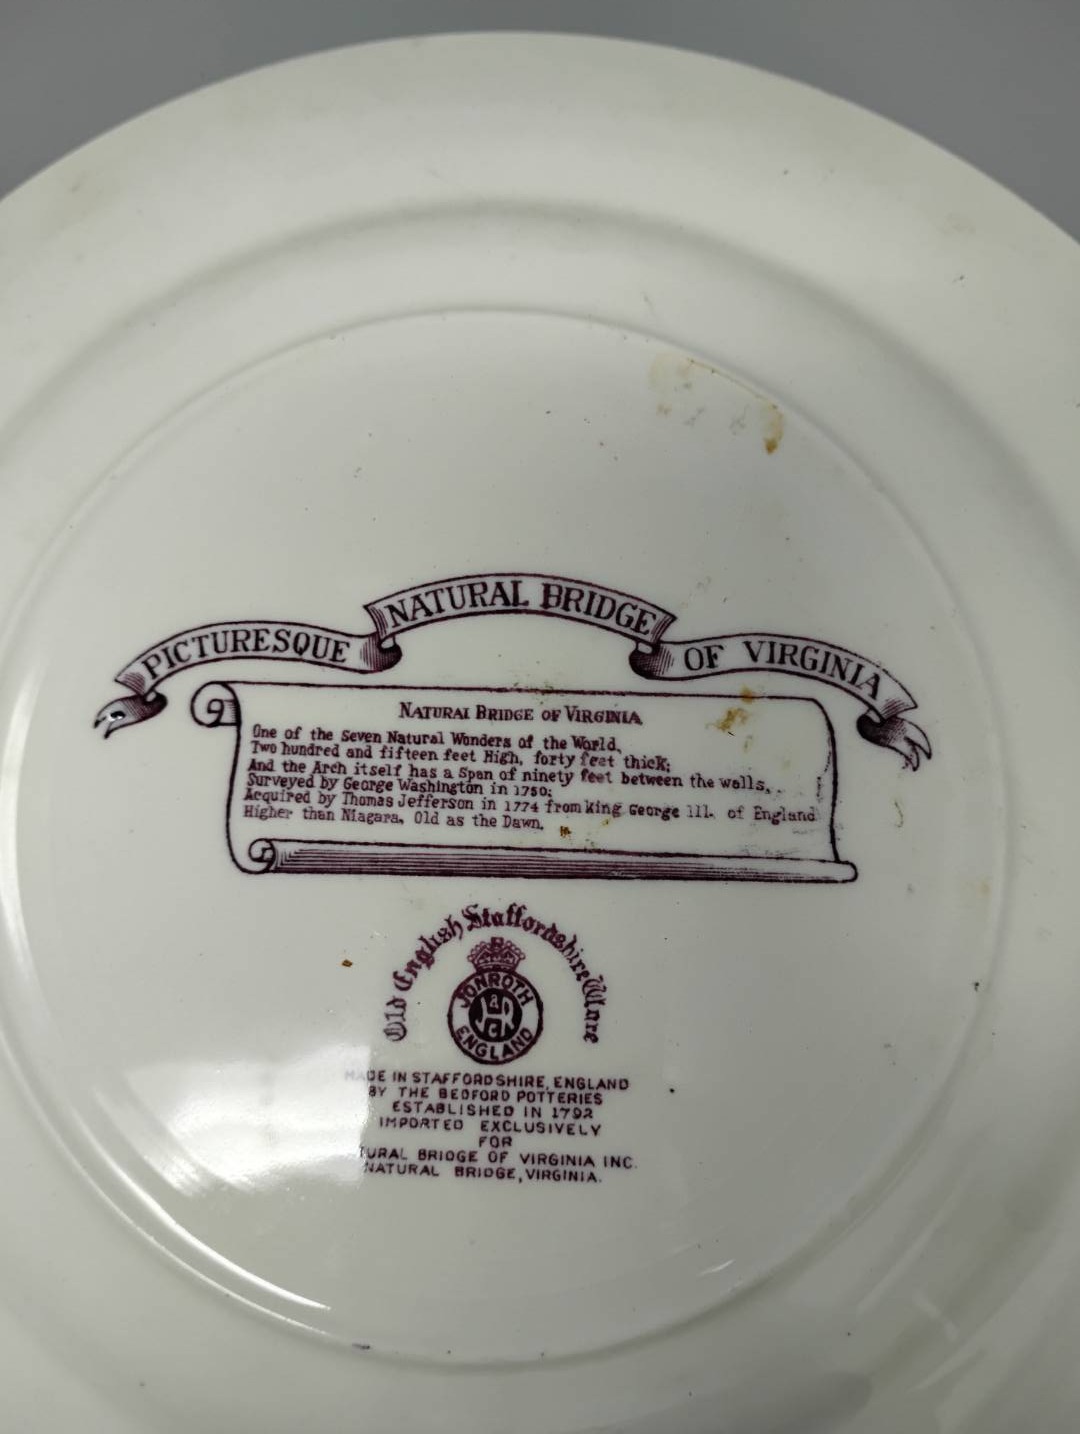 PICTURESQUE NATURAL BRIDGE OF VIRGINIA
NATURAL BRIDGE OF VIRGINIA
One of the Seven Natural Wonders of the World,
Two hundred and fifteen feet High, forty feet thick;
And the Arch itself has a Span of ninety feet between the walls,
Surveyed by George Washington in 1750;
Acquired by Thomas Jefferson in 1774 from king George III. of England
Higher than Niagara, Old as the Dawn.
Old English Staffordshire Ware
JONROTH
ENGLAND
MADE IN STAFFORDSHIRE, ENGLAND
BY THE BEDFORD POTTERIES
ESTABLISHED IN 1792
IMPORTED EXCLUSIVELY
FOR
TURAL BRIDGE OF VIRGINIA INC.
NATURAL BRIDGE, VIRGINIA.